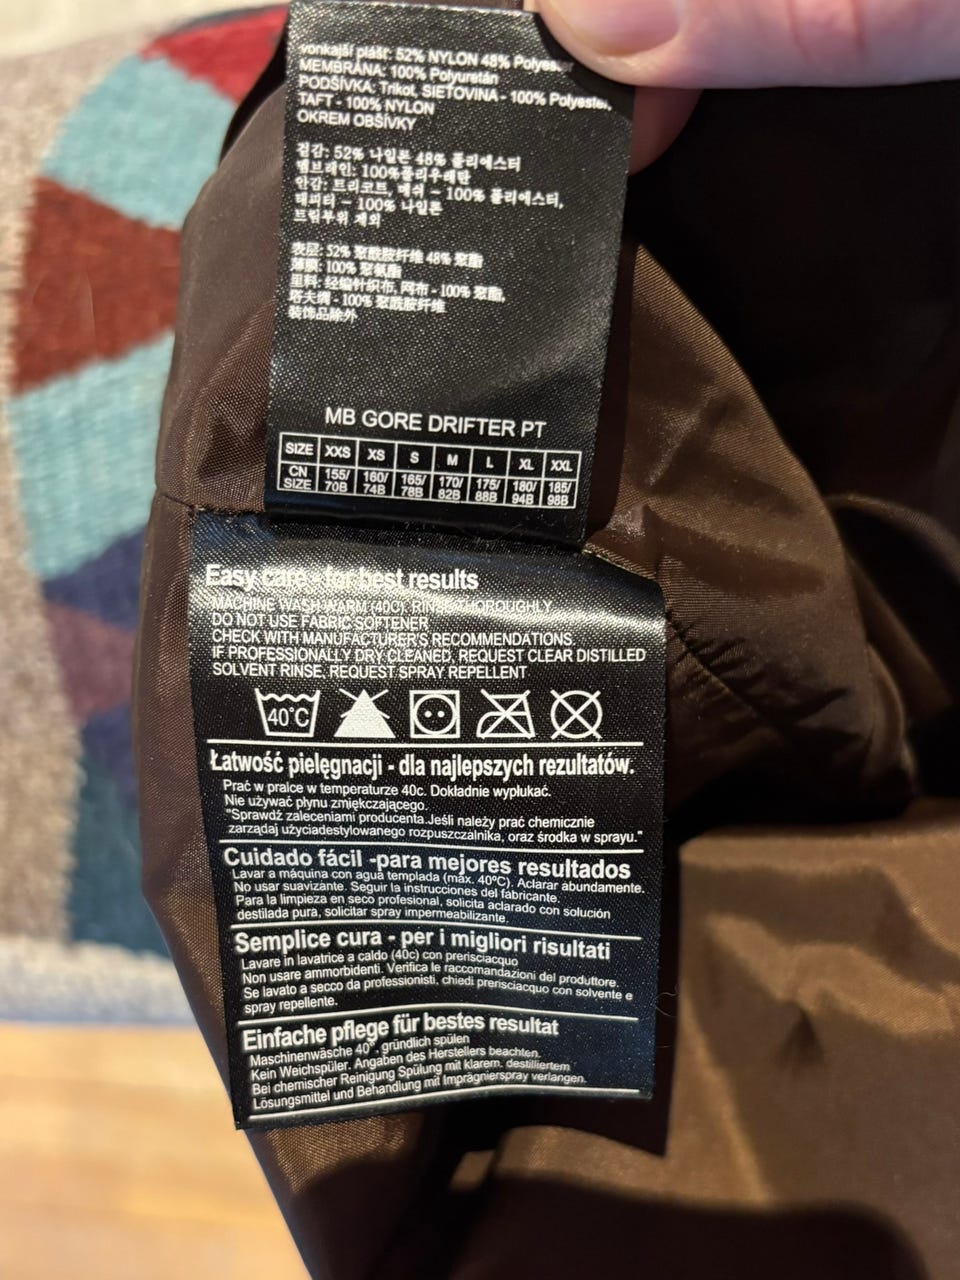 vonkajší plášť: 52% NYLON 48% Polyes
MEMBRÁNA: 100% Polyuretán
PODŠÍVKA: Trikot, SIEŤOVINA - 100% Polyester,
TAFT - 100% NYLON
OKREM OBŠÍVKY
겉감: 52% 나일론 48% 폴리에스터
멤브레인: 100%폴리우레탄
안감: 트리코트, 메쉬 - 100% 폴리에스터,
태피터 - 100% 나일론
트림부위 제외
表层: 52% 聚酰胺纤维 48% 聚酯
薄膜: 100% 聚氨酯
里料: 经编针织布, 网布 - 100% 聚酯,
塔夫绸 - 100% 聚酰胺纤维
装饰品除外
MB GORE DRIFTER PT
SIZE XXS XS S M L XL XXL
CN SIZE 155/70B 160/74B 165/78B 170/82B 175/88B 180/94B 185/98B
Easy care - for best results
MACHINE WASH WARM (40C). RINSE THOROUGHLY
DO NOT USE FABRIC SOFTENER
CHECK WITH MANUFACTURER'S RECOMMENDATIONS
IF PROFESSIONALLY DRY CLEANED, REQUEST CLEAR DISTILLED
SOLVENT RINSE, REQUEST SPRAY REPELLENT
40°C
Łatwość pielęgnacji - dla najlepszych rezultatów.
Prać w pralce w temperaturze 40c. Dokładnie wypłukać.
Nie używać płynu zmiękczającego.
"Sprawdź zaleceniami producenta.Jeśli należy prać chemicznie
zarządaj użyciadestylowanego rozpuszczalnika, oraz środka w sprayu."
Cuidado fácil -para mejores resultados
Lavar a máquina con agua templada (máx. 40ºC). Aclarar abundamente.
No usar suavizante. Seguir la instrucciones del fabricante.
Para la limpieza en seco profesional, solicita aclarado con solución
destilada pura, solicitar spray impermeabilizante.
Semplice cura - per i migliori risultati
Lavare in lavatrice a caldo (40c) con prerisciacquo
Non usare ammorbidenti. Verifica le raccomandazioni del produttore.
Se lavato a secco da professionisti, chiedi prerisciacquo con solvente e
spray repellente.
Einfache pflege für bestes resultat
Maschinenwäsche 40°, gründlich spülen
Kein Weichspüler. Angaben des Herstellers beachten.
Bei chemischer Reinigung Spülung mit klarem, destilliertem
Lösungsmittel und Behandlung mit Imprägnierspray verlangen.